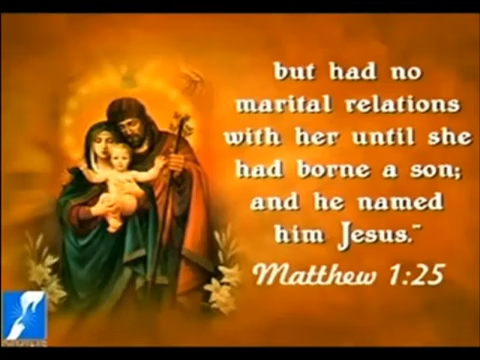 but had no
marital relations
with her until she
had borne a son;
and he named
him Jesus."
Matthew 1:25